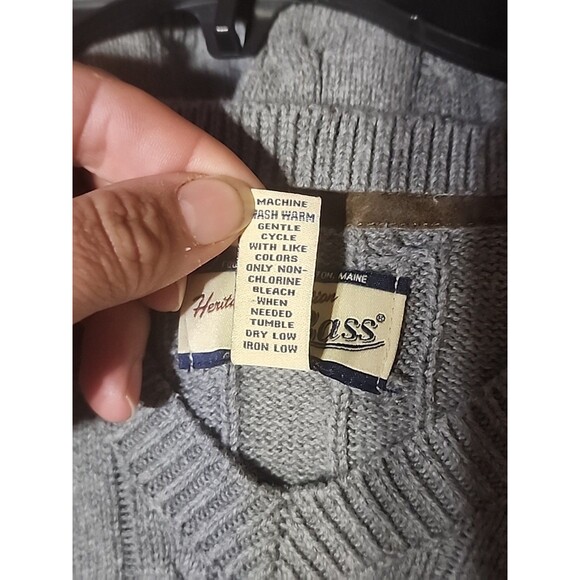 MACHINE
WASH WARM
GENTLE
CYCLE
WITH LIKE
COLORS
ONLY NON-
CHLORINE
BLEACH
WHEN
NEEDED
TUMBLE
DRY LOW
IRON LOW
MAINE
ass®